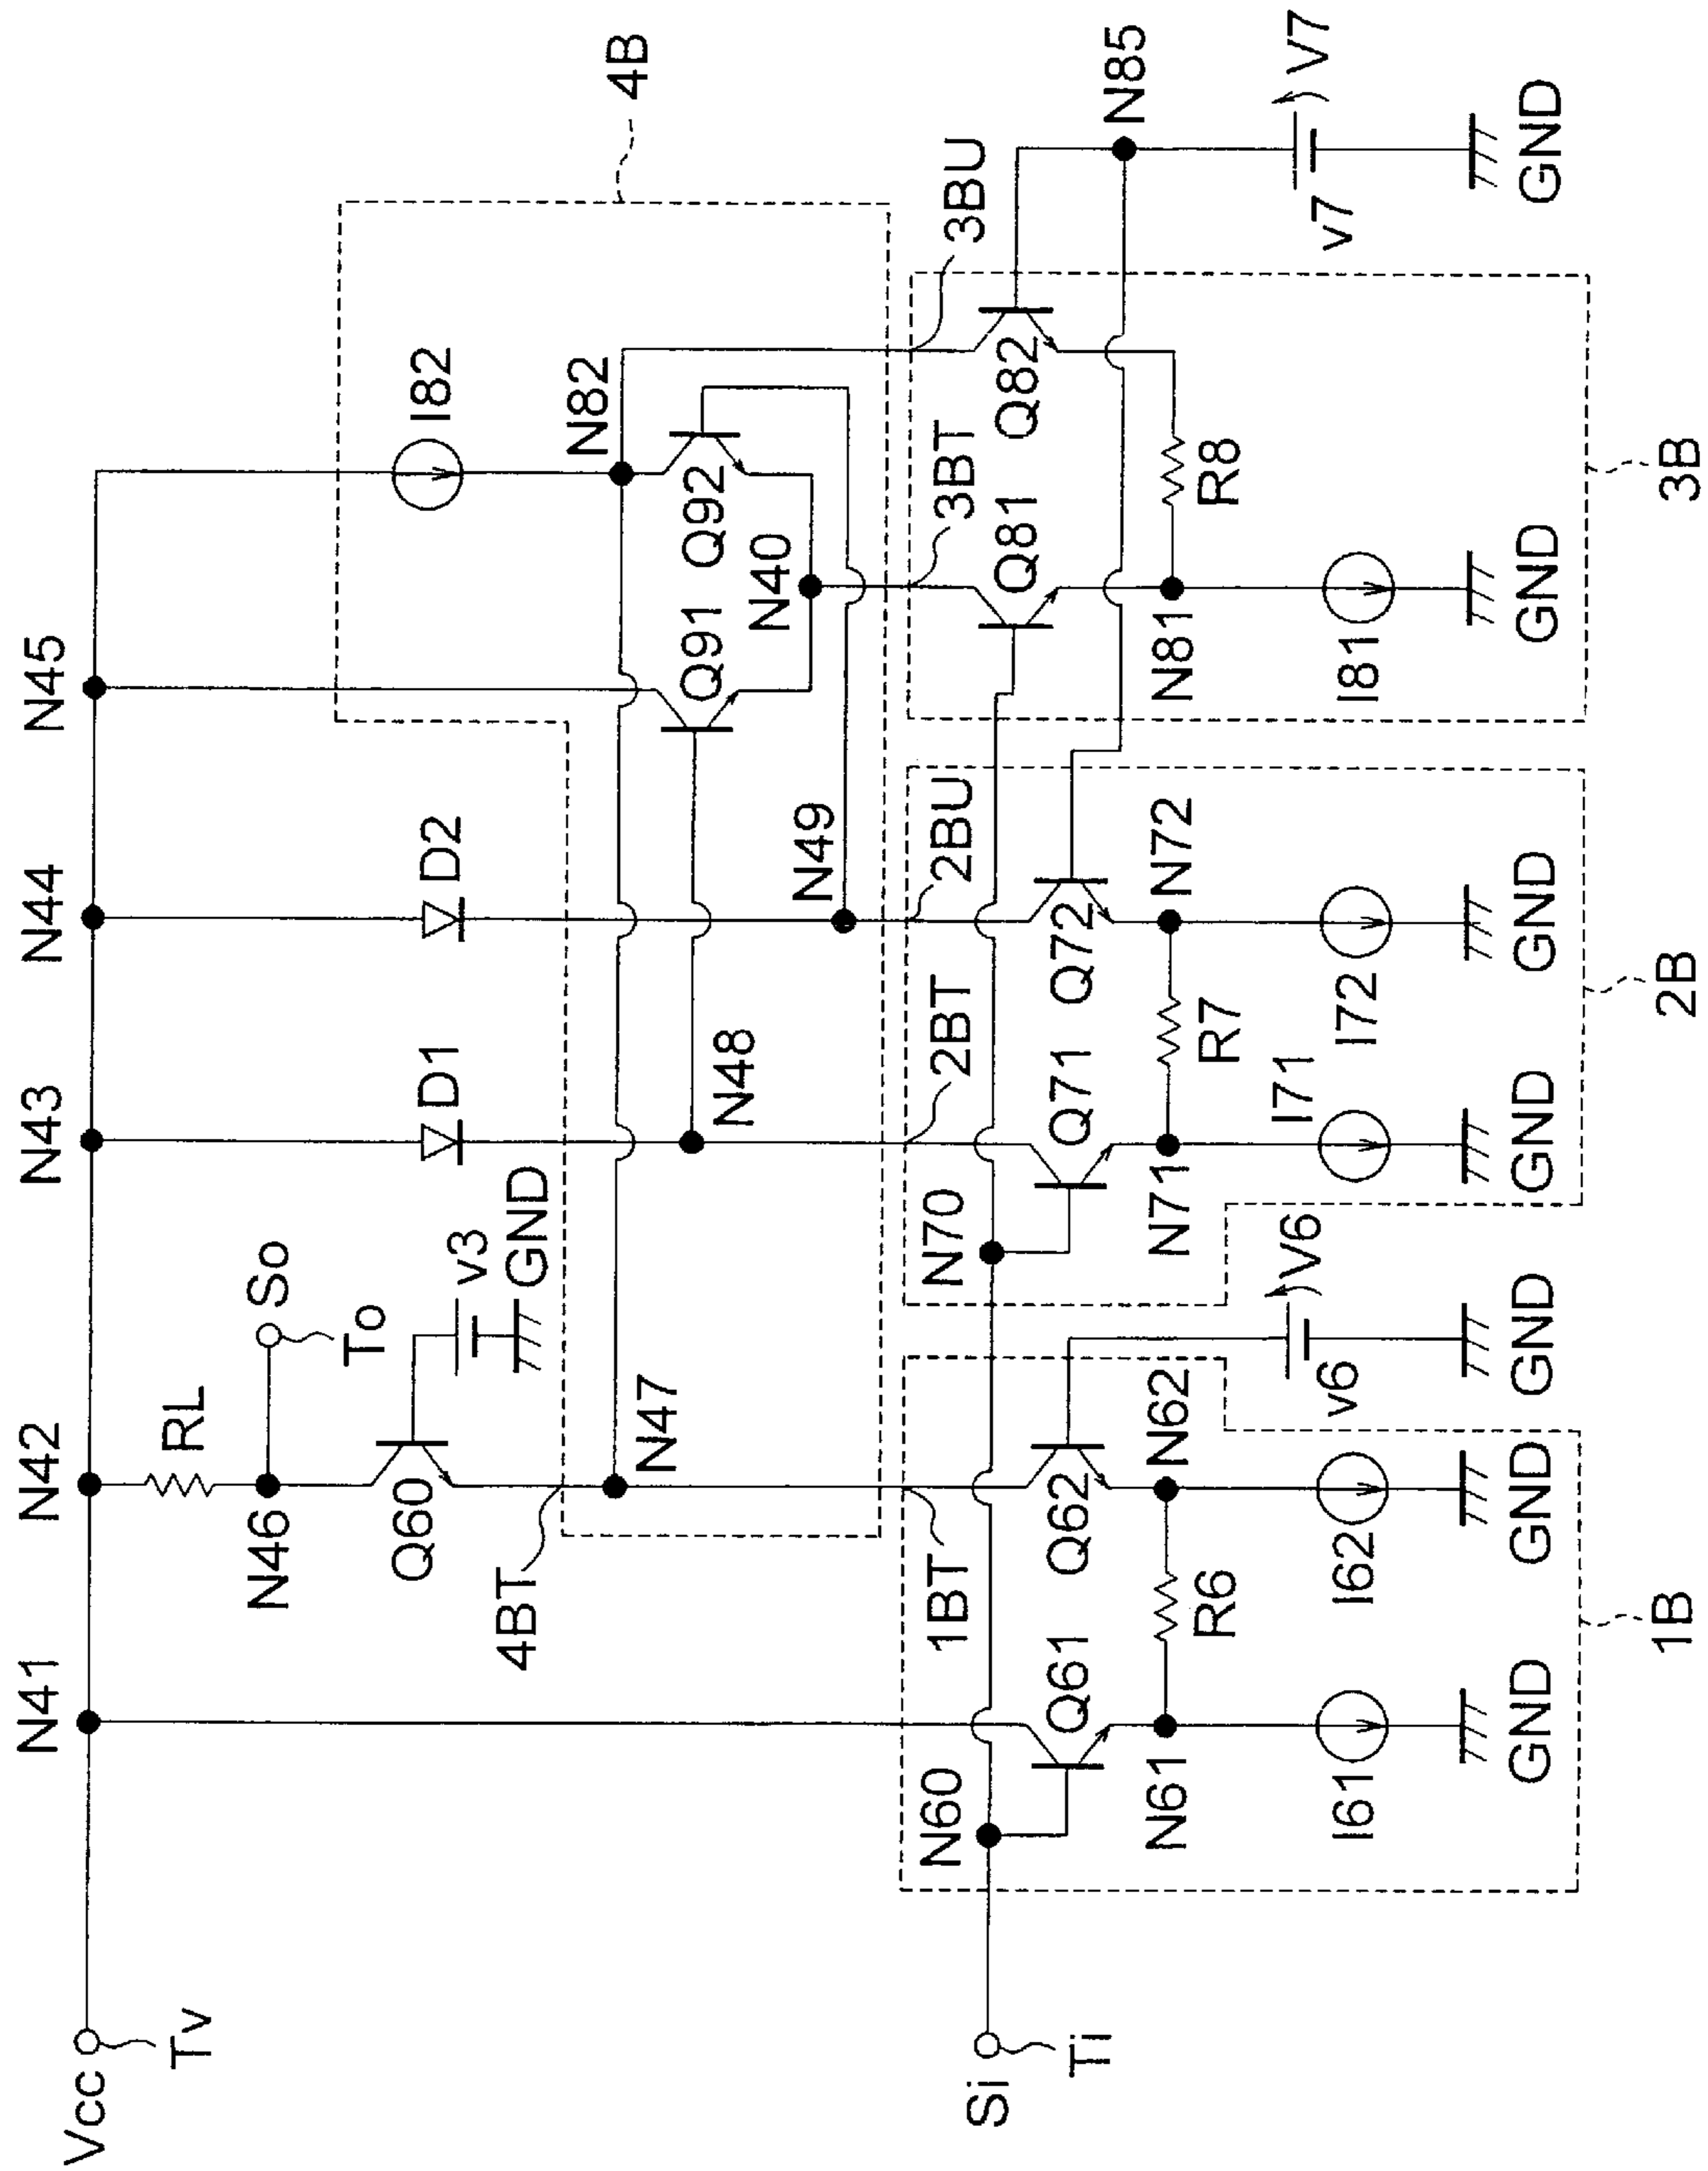 Vcc
Tv
N41
N42
N43
N44
N45
RL
So
To
N46
Q60
v3
GND
D1
D2
I82
4B
4BT
N47
N48
N49
N82
Q91
Q92
N40
1BT
2BT
2BU
3BT
3BU
Si
Ti
N60
Q61
Q62
N61
R6
N62
I61
I62
GND
GND
1B
v6
V6
GND
N70
Q71
Q72
N71
R7
N72
I71
I72
GND
GND
2B
Q81
Q82
N81
R8
I81
GND
3B
N85
v7
V7
GND